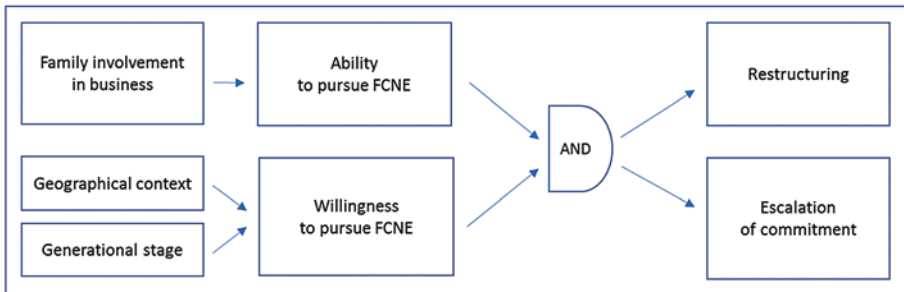 Family involvement
in business
Ability
to pursue FCNE
Restructuring
AND
Geographical context
Generational stage
Willingness
to pursue FCNE
Escalation
of commitment